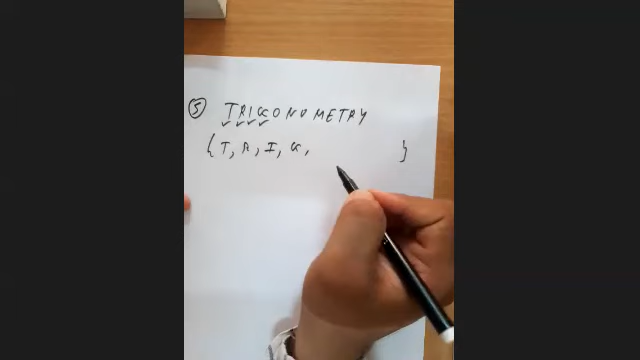 (5) TRIGONOMETRY
{ T, R, I, G, }